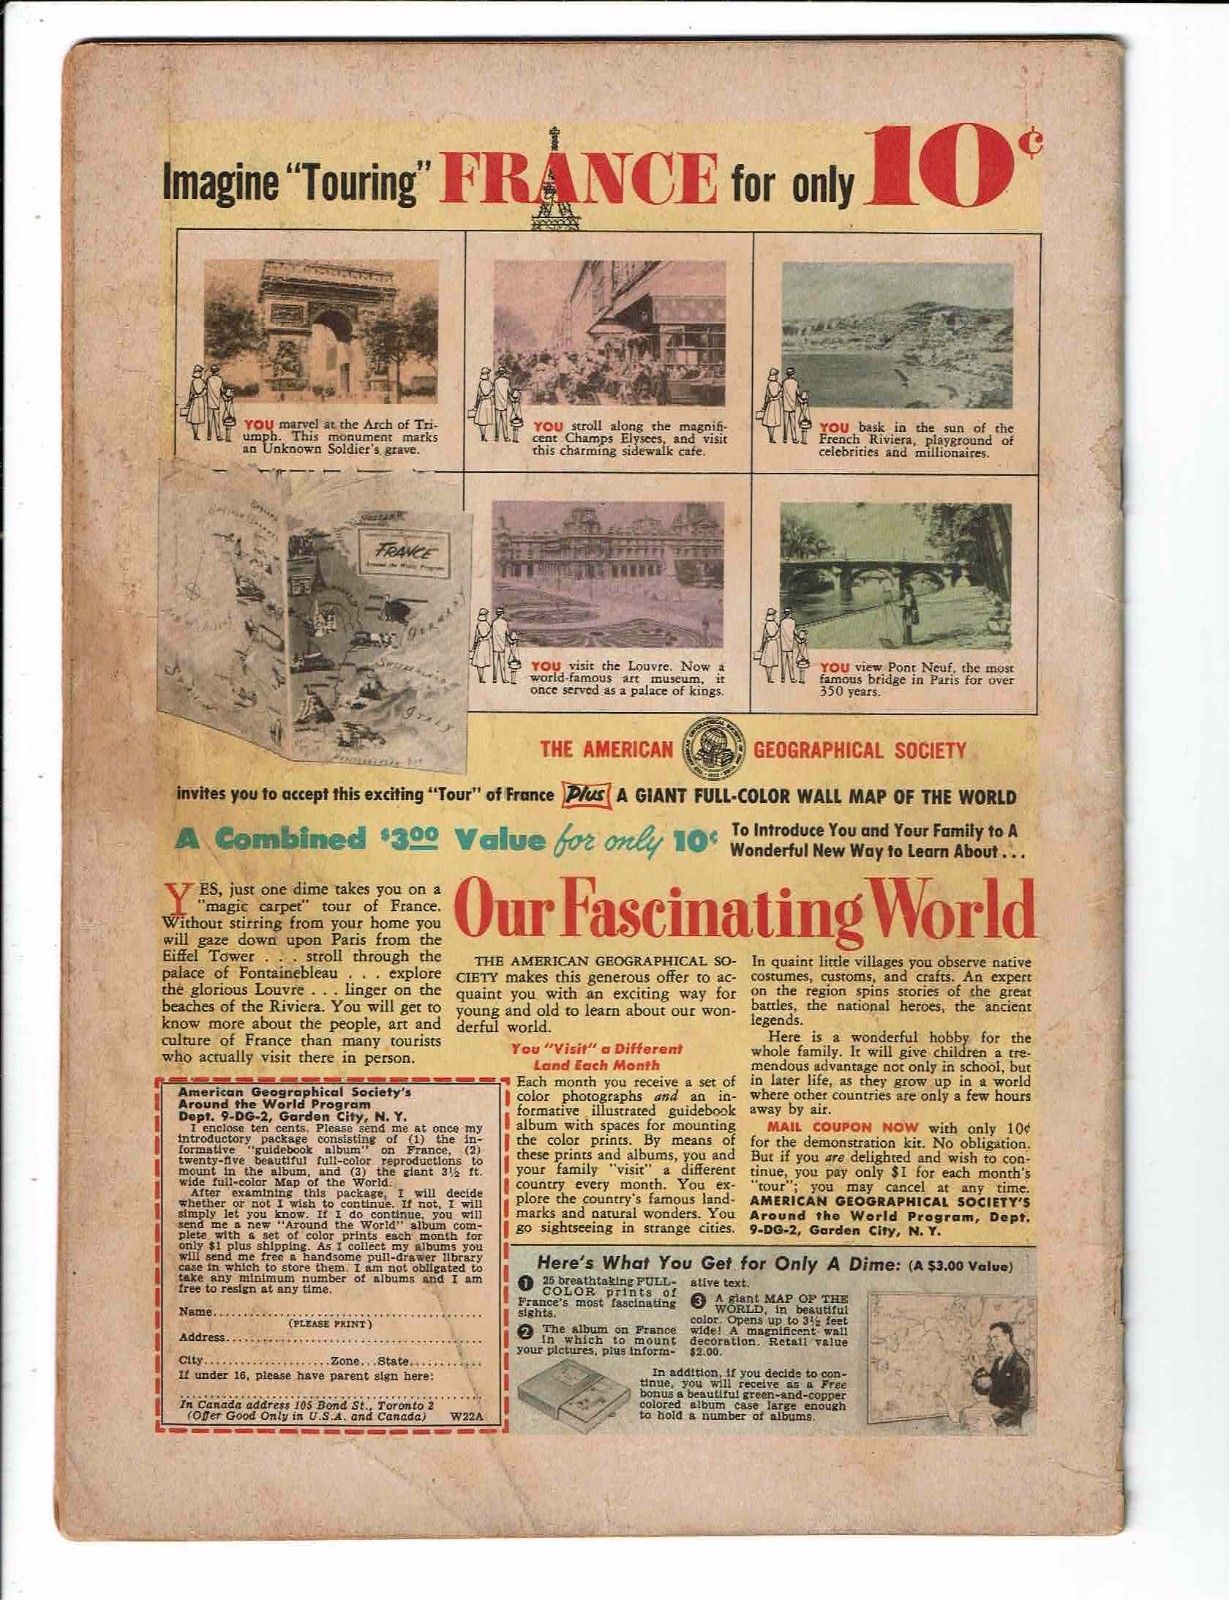 Imagine "Touring" FRANCE for only 10¢
YOU marvel at the Arch of Tri-
umph. This monument marks
an Unknown Soldier's grave.
YOU stroll along the magnifi-
cent Champs Elysees, and visit
this charming sidewalk cafe.
YOU bask in the sun of the
French Riviera, playground of
celebrities and millionaires.
FRANCE
Around the World Program
Germany
Switzerland
Italy
YOU visit the Louvre. Now a
world-famous art museum, it
once served as a palace of kings.
YOU view Pont Neuf, the most
famous bridge in Paris for over
350 years.
THE AMERICAN GEOGRAPHICAL SOCIETY
invites you to accept this exciting "Tour" of France Plus A GIANT FULL-COLOR WALL MAP OF THE WORLD
A Combined $3.00 Value for only 10¢
To Introduce You and Your Family to A
Wonderful New Way to Learn About...
Our Fascinating World
YES, just one dime takes you on a
"magic carpet" tour of France.
Without stirring from your home you
will gaze down upon Paris from the
Eiffel Tower . . . stroll through the
palace of Fontainebleau . . . explore
the glorious Louvre . . . linger on the
beaches of the Riviera. You will get to
know more about the people, art and
culture of France than many tourists
who actually visit there in person.
THE AMERICAN GEOGRAPHICAL SO-
CIETY makes this generous offer to ac-
quaint you with an exciting way for
young and old to learn about our won-
derful world.
You "Visit" a Different
Land Each Month
Each month you receive a set of
color photographs and an in-
formative illustrated guidebook
album with spaces for mounting
the color prints. By means of
these prints and albums, you and
your family "visit" a different
country every month. You ex-
plore the country's famous land-
marks and natural wonders. You
go sightseeing in strange cities.
In quaint little villages you observe native
costumes, customs, and crafts. An expert
on the region spins stories of the great
battles, the national heroes, the ancient
legends.
Here is a wonderful hobby for the
whole family. It will give children a tre-
mendous advantage not only in school, but
in later life, as they grow up in a world
where other countries are only a few hours
away by air.
MAIL COUPON NOW with only 10¢
for the demonstration kit. No obligation.
But if you are delighted and wish to con-
tinue, you pay only $1 for each month's
"tour"; you may cancel at any time.
AMERICAN GEOGRAPHICAL SOCIETY'S
Around the World Program, Dept.
9-DG-2, Garden City, N. Y.
American Geographical Society's
Around the World Program
Dept. 9-DG-2, Garden City, N. Y.
I enclose ten cents. Please send me at once my
introductory package consisting of (1) the in-
formative "guidebook album" on France, (2)
twenty-five beautiful full-color reproductions to
mount in the album, and (3) the giant 3½ ft.
wide full-color Map of the World.
After examining this package, I will decide
whether or not I wish to continue. If not, I will
simply let you know. If I do continue, you will
send me a new "Around the World" album com-
plete with a set of color prints each month for
only $1 plus shipping. As I collect my albums you
will send me free a handsome pull-drawer library
case in which to store them. I am not obligated to
take any minimum number of albums and I am
free to resign at any time.
Name
(PLEASE PRINT)
Address
City Zone State
If under 16, please have parent sign here:
In Canada address 105 Bond St., Toronto 2
(Offer Good Only in U.S.A. and Canada) W22A
Here's What You Get for Only A Dime: (A $3.00 Value)
1 25 breathtaking FULL-
COLOR prints of
France's most fascinating
sights.
2 The album on France
in which to mount
your pictures, plus inform-
ative text.
3 A giant MAP OF THE
WORLD, in beautiful
color. Opens up to 3½ feet
wide! A magnificent wall
decoration. Retail value
$2.00.
In addition, if you decide to con-
tinue, you will receive as a Free
bonus a beautiful green-and-copper
colored album case large enough
to hold a number of albums.